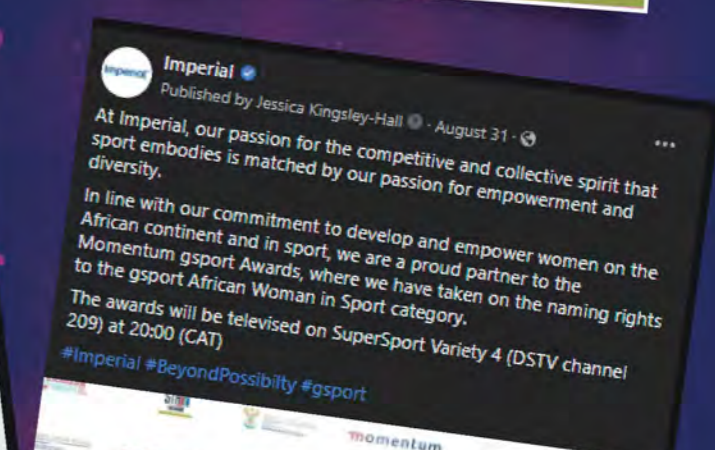 Imperial
Imperial
Published by Jessica Kingsley-Hall · August 31 ·
At Imperial, our passion for the competitive and collective spirit that
sport embodies is matched by our passion for empowerment and
diversity.
In line with our commitment to develop and empower women on the
African continent and in sport, we are a proud partner to the
Momentum gsport Awards, where we have taken on the naming rights
to the gsport African Woman in Sport category.
The awards will be televised on SuperSport Variety 4 (DSTV channel
209) at 20:00 (CAT)
#Imperial #BeyondPossibilty #gsport
momentum